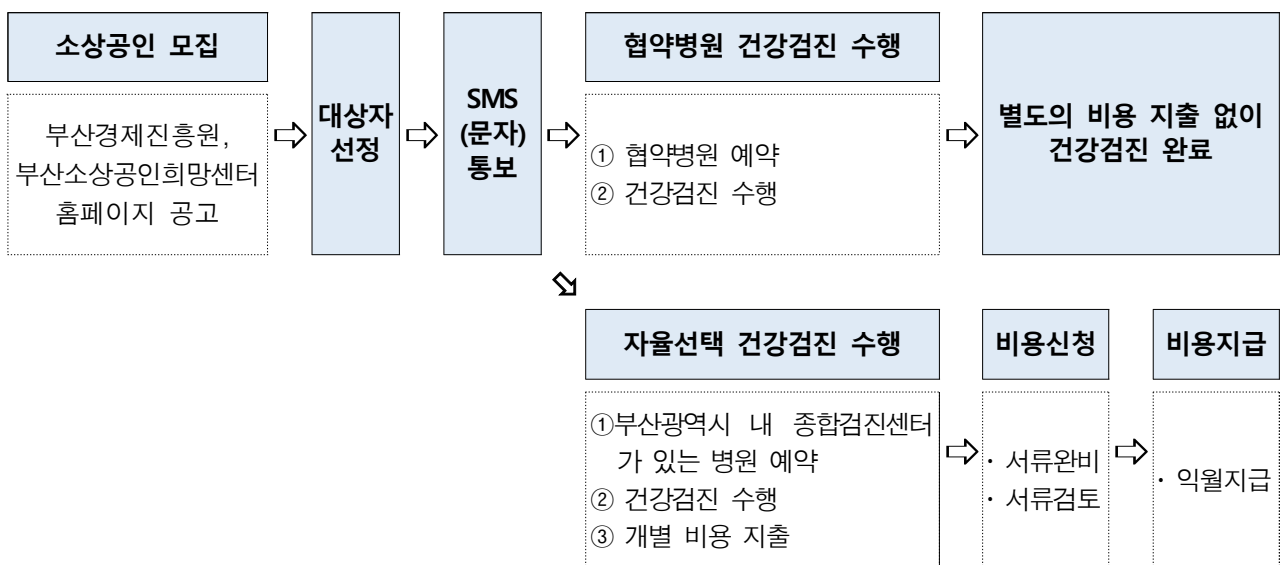 소상공인 모집
부산경제진흥원,
부산소상공인희망센터
홈페이지 공고
대상자
선정
SMS
(문자)
통보
협약병원 건강검진 수행
① 협약병원 예약
② 건강검진 수행
별도의 비용 지출 없이
건강검진 완료
자율선택 건강검진 수행
①부산광역시 내 종합검진센터
가 있는 병원 예약
② 건강검진 수행
③ 개별 비용 지출
비용신청
· 서류완비
· 서류검토
비용지급
· 익월지급